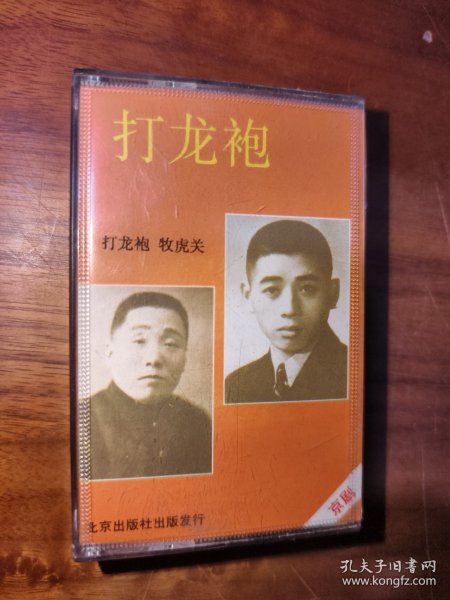 打龙袍
打龙袍 牧虎关
北京出版社出版发行
京剧
孔夫子旧书网
www.kongfz.com